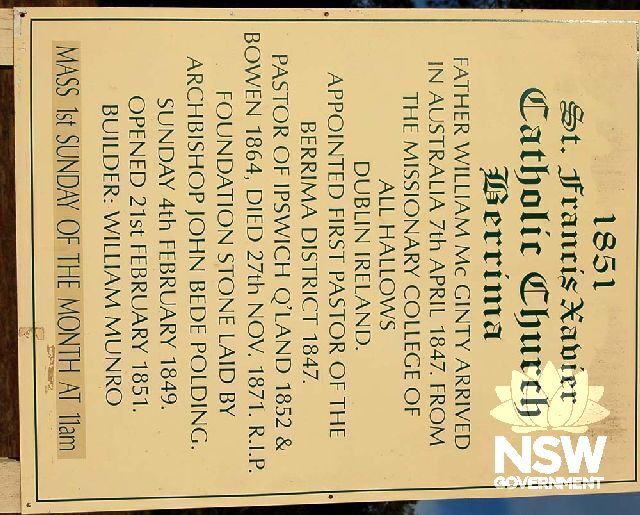 1851
St. Francis Xavier
Catholic Church
Berrima
FATHER WILLIAM Mc GINTY ARRIVED
IN AUSTRALIA 7th APRIL 1847. FROM
THE MISSIONARY COLLEGE OF
ALL HALLOWS
DUBLIN IRELAND.
APPOINTED FIRST PASTOR OF THE
BERRIMA DISTRICT 1847.
PASTOR OF IPSWICH Q'LAND 1852 &
BOWEN 1864, DIED 27th NOV. 1871. R.I.P.
FOUNDATION STONE LAID BY
ARCHBISHOP JOHN BEDE POLDING.
SUNDAY 4th FEBRUARY 1849.
OPENED 21st FEBRUARY 1851.
BUILDER: WILLIAM MUNRO
MASS 1st SUNDAY OF THE MONTH AT 11am
NSW
GOVERNMENT